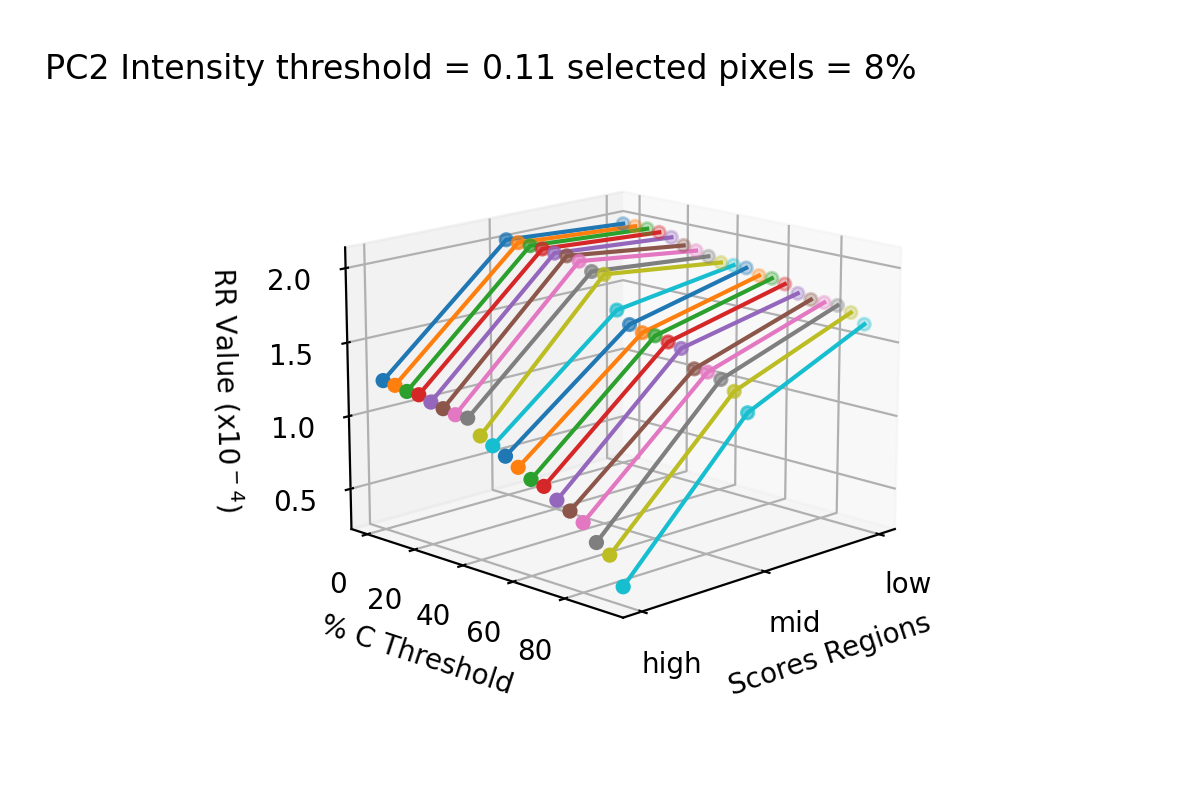 PC2 Intensity threshold = 0.11 selected pixels = 8%
RR Value (x10⁻⁴)
2.0
1.5
1.0
0.5
0
20
40
60
80
% C Threshold
high
mid
low
Scores Regions